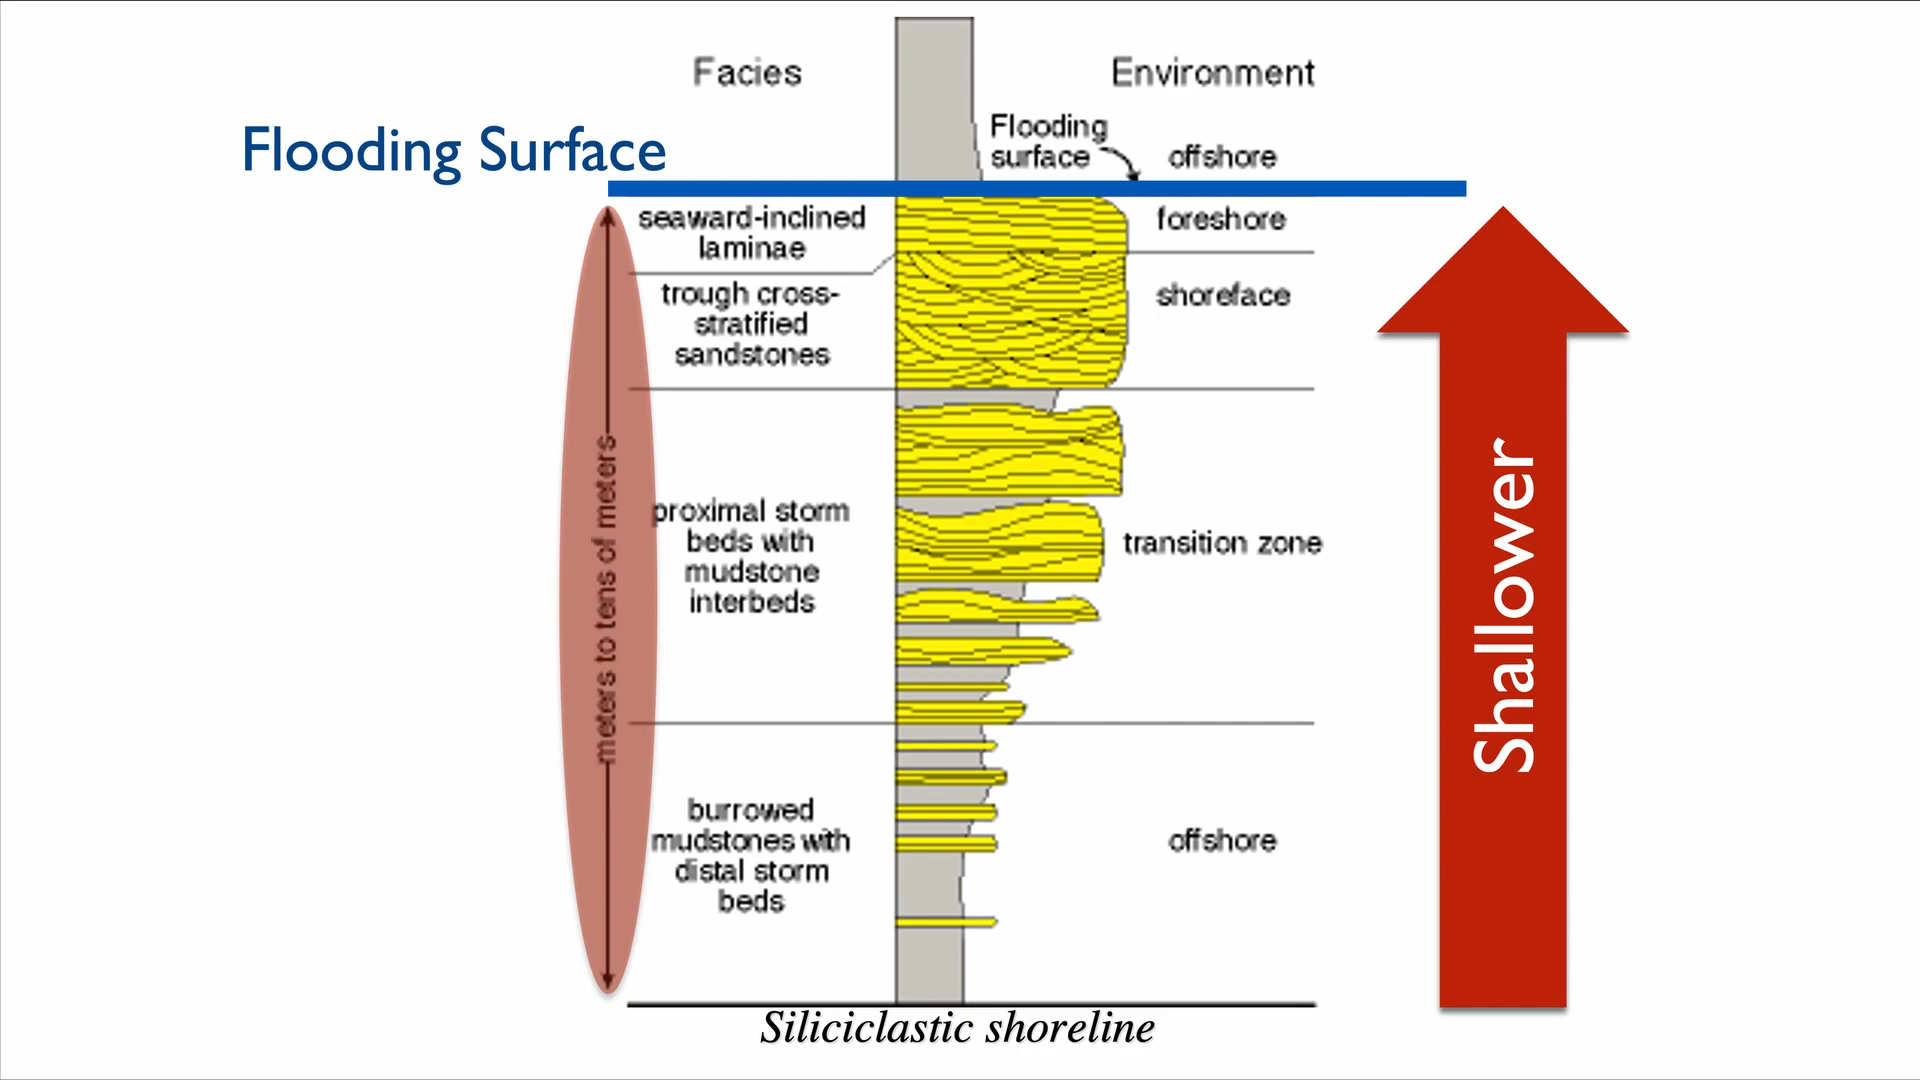 Facies
Environment
Flooding Surface
Flooding
surface
offshore
seaward-inclined
laminae
foreshore
trough cross-
stratified
sandstones
shoreface
meters to tens of meters
proximal storm
beds with
mudstone
interbeds
transition zone
Shallower
burrowed
mudstones with
distal storm
beds
offshore
Siliciclastic shoreline